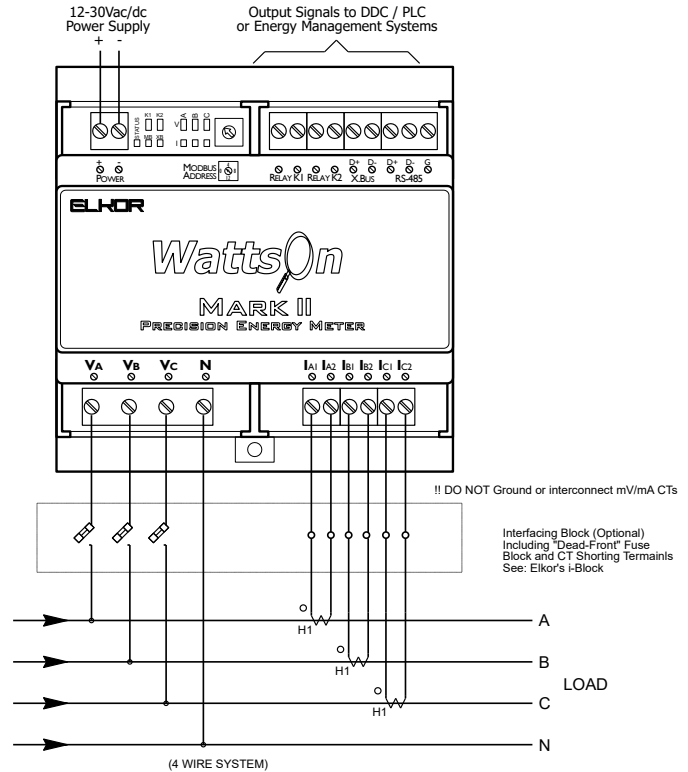 12-30Vac/dc
Power Supply
+ -
Output Signals to DDC / PLC
or Energy Management Systems
STATUS
K1 K2
MB XB
V
A B C
I
+ -
POWER
MODBUS
ADDRESS
RELAY K1 RELAY K2
D+ D-
X.BUS
D+ D- G
RS-485
ELKOR
WattsOn
MARK II
PRECISION ENERGY METER
VA VB VC N
IA1 IA2 IB1 IB2 IC1 IC2
!! DO NOT Ground or interconnect mV/mA CTs
Interfacing Block (Optional)
Including "Dead-Front" Fuse
Block and CT Shorting Termainls
See: Elkor's i-Block
H1
A
H1
B
LOAD
H1
C
N
(4 WIRE SYSTEM)